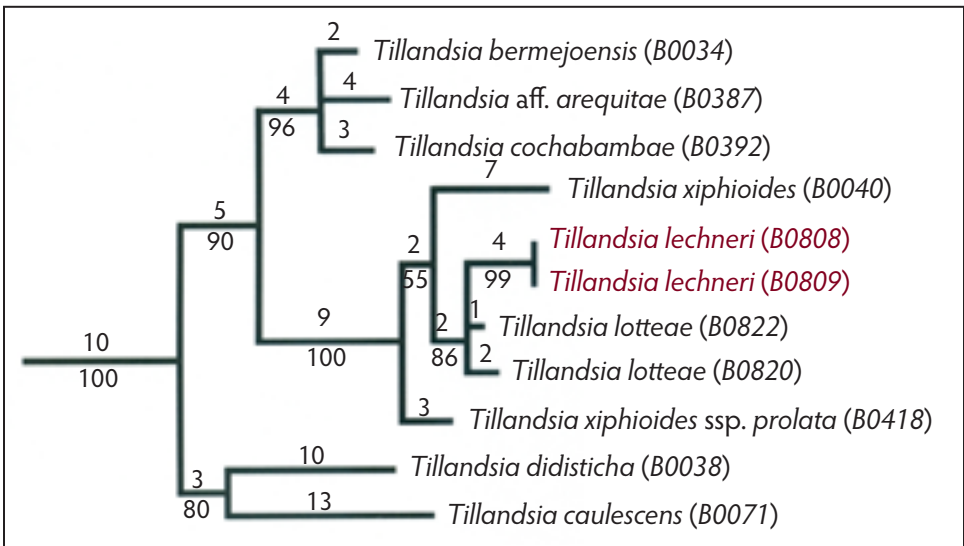 2
Tillandsia bermejoensis (B0034)
4
96
4
Tillandsia aff. arequitae (B0387)
3
Tillandsia cochabambae (B0392)
7
Tillandsia xiphioides (B0040)
5
90
2
55
4
99
Tillandsia lechneri (B0808)
Tillandsia lechneri (B0809)
9
100
2
86
1
Tillandsia lotteae (B0822)
2
Tillandsia lotteae (B0820)
10
100
3
Tillandsia xiphioides ssp. prolata (B0418)
3
80
10
Tillandsia didisticha (B0038)
13
Tillandsia caulescens (B0071)